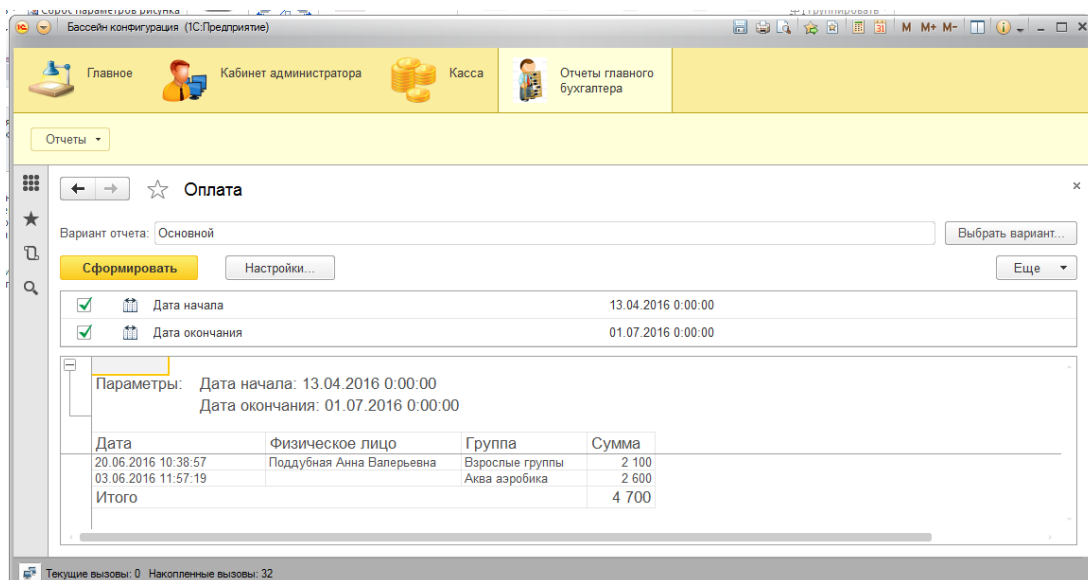 Сброс параметров рисунка
Группировать
Бассейн конфигурация (1С:Предприятие)
M M+ M-
Главное
Кабинет администратора
Касса
Отчеты главного
бухгалтера
Отчеты
Оплата
Вариант отчета: Основной
Выбрать вариант...
Сформировать
Настройки...
Еще
Дата начала 13.04.2016 0:00:00
Дата окончания 01.07.2016 0:00:00
Параметры: Дата начала: 13.04.2016 0:00:00
Дата окончания: 01.07.2016 0:00:00
Дата Физическое лицо Группа Сумма
20.06.2016 10:38:57 Поддубная Анна Валерьевна Взрослые группы 2 100
03.06.2016 11:57:19 Аква аэробика 2 600
Итого 4 700
Текущие вызовы: 0 Накопленные вызовы: 32